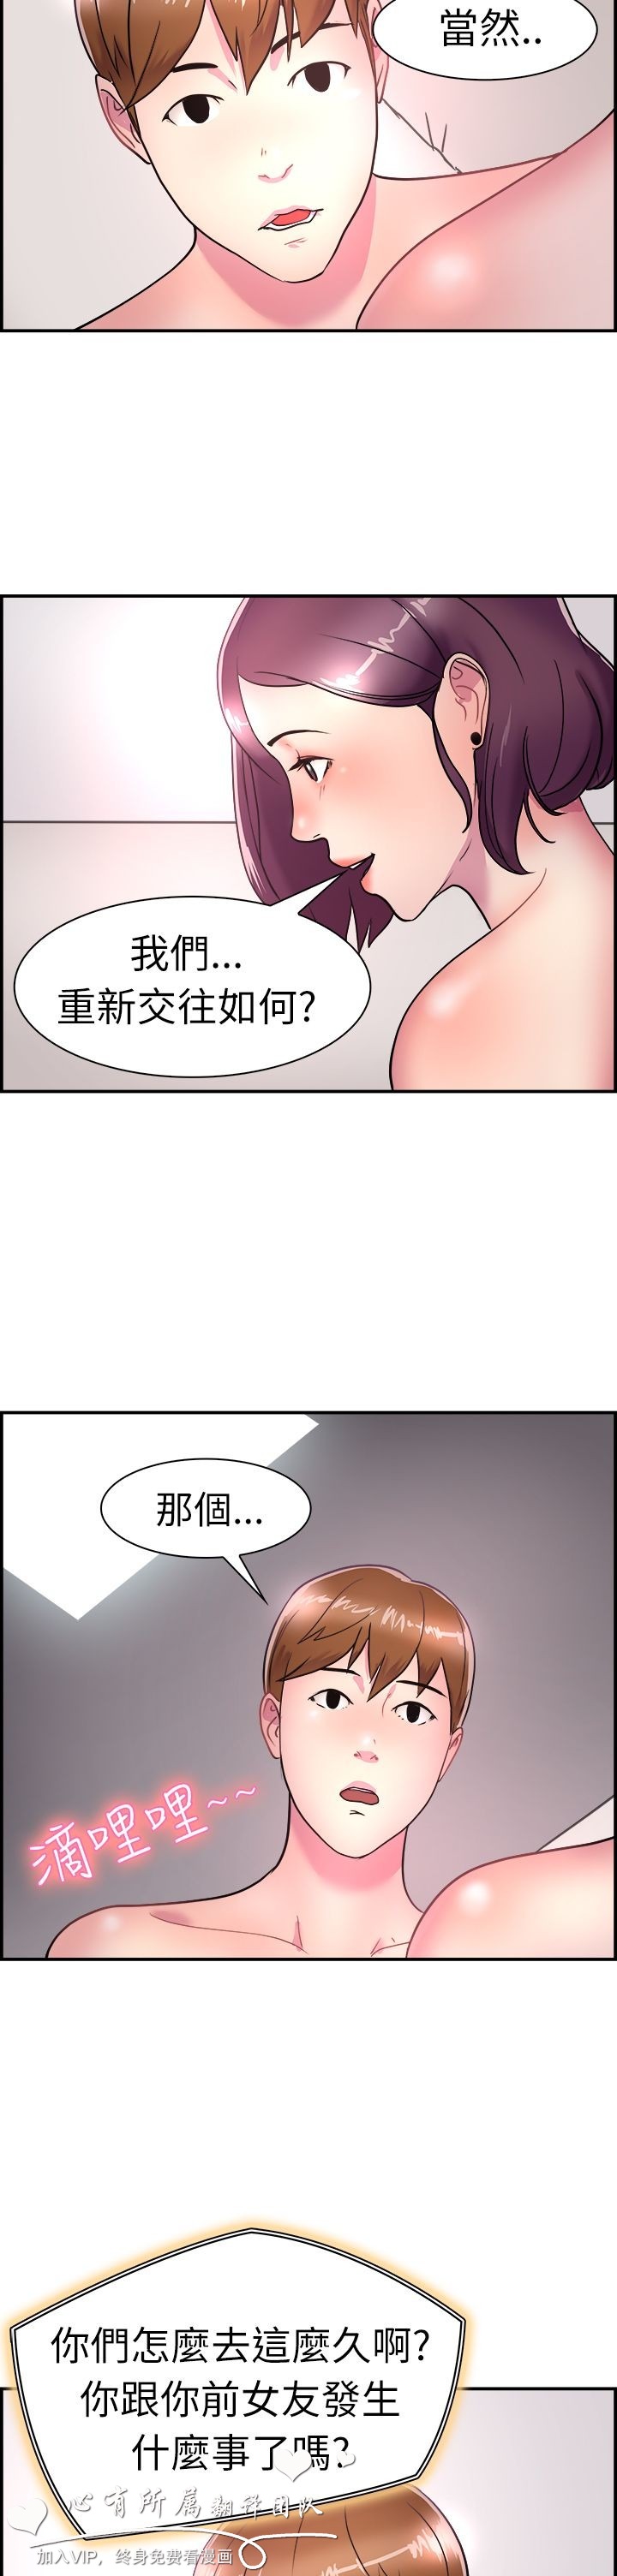 當然..
我們...
重新交往如何?
那個...
滴哩哩~~
你們怎麼去這麼久啊?
你跟你前女友發生
什麼事了嗎?
心有所属翻译团队
加入VIP，终身免费看漫画